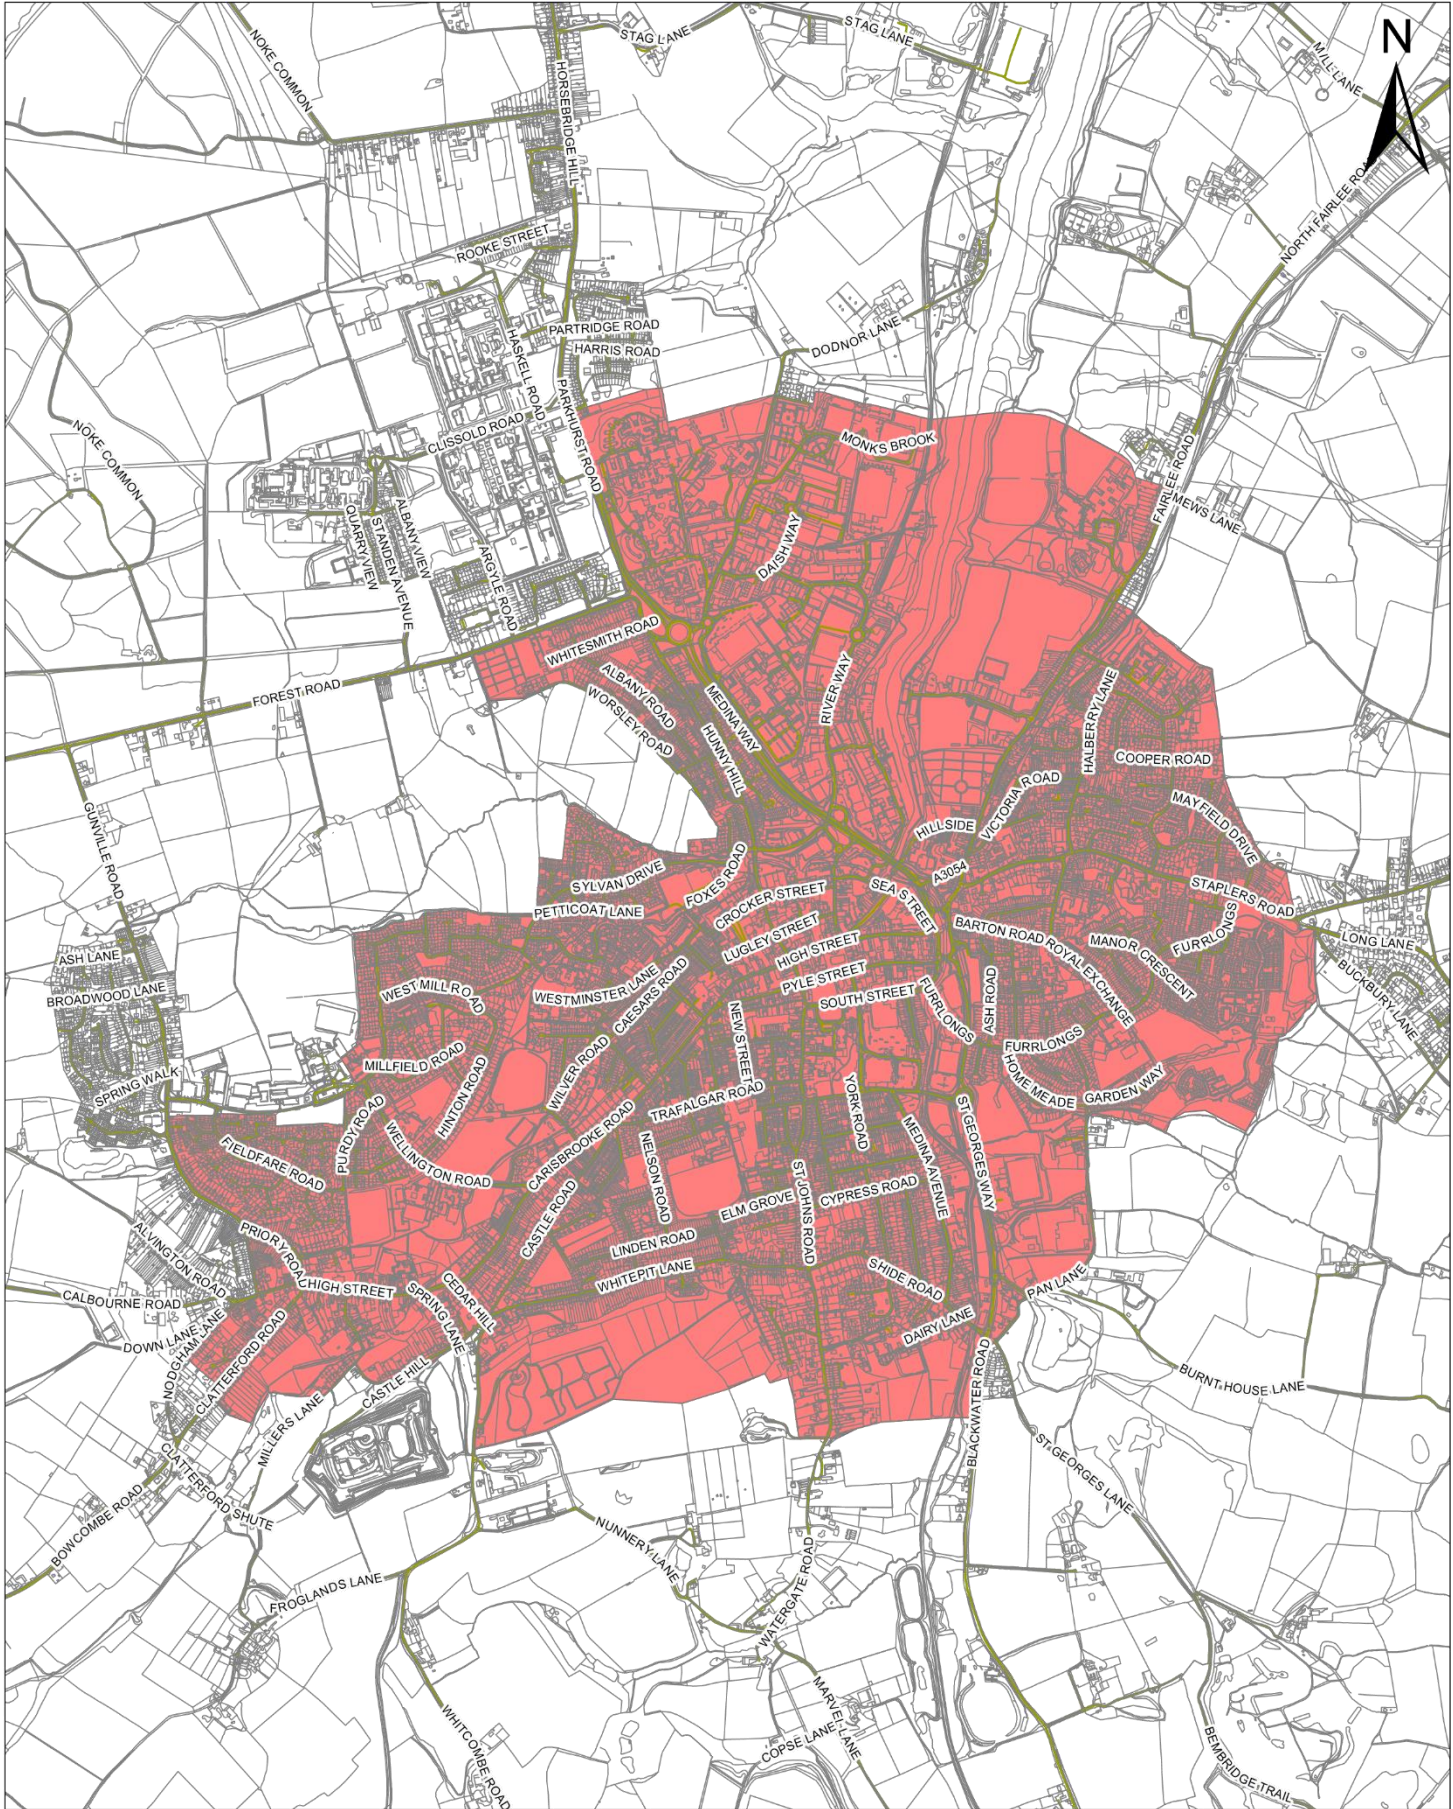 N
NOKE COMMON
STAG LANE
STAG LANE
MILL LANE
HORSEBRIDGE HILL
NORTH FAIRLEE ROAD
ROOKE STREET
PARTRIDGE ROAD
HARRIS ROAD
HASKELL ROAD
DODNOR LANE
PARKHURST ROAD
CLISSOLD ROAD
NOKE COMMON
MONKS BROOK
FAIRLEE ROAD
MEWS LANE
QUARRY VIEW
STANDEN AVENUE
ALBANY VIEW
ARGYLE ROAD
DAISH WAY
WHITESMITH ROAD
FOREST ROAD
ALBANY ROAD
WORSLEY ROAD
MEDINA WAY
HUNNY HILL
RIVER WAY
HALBERRY LANE
COOPER ROAD
MAYFIELD DRIVE
VICTORIA ROAD
HILLSIDE
GUNVILLE ROAD
SYLVAN DRIVE
FOXES ROAD
A3054
SEA STREET
CROCKER STREET
STAPLERS ROAD
PETTICOAT LANE
LUGLEY STREET
HIGH STREET
BARTON ROAD
ROYAL EXCHANGE
MANOR CRESCENT
FURRLONGS
LONG LANE
BUCKBURY LANE
ASH LANE
BROADWOOD LANE
WESTMILL ROAD
WESTMINSTER LANE
CAESARS ROAD
PYLE STREET
SOUTH STREET
FURRLONGS
ASH ROAD
NEW STREET
FURRLONGS
MILLFIELD ROAD
HINTON ROAD
WILVER ROAD
SPRING WALK
TRAFALGAR ROAD
YORK ROAD
HOME MEADE
GARDEN WAY
PURDY ROAD
WELLINGTON ROAD
CARISBROOKE ROAD
NELSON ROAD
MEDINA AVENUE
ST GEORGES WAY
FIELDFARE ROAD
CASTLE ROAD
ELM GROVE
ST JOHNS ROAD
CYPRESS ROAD
ALVINGTON ROAD
PRIORY ROAD
LINDEN ROAD
WHITEPIT LANE
SHIDE ROAD
PAN LANE
CALBOURNE ROAD
HIGH STREET
SPRING LANE
CEDAR HILL
DAIRY LANE
DOWN LANE
NODGHAM LANE
CLATTERFORD ROAD
CASTLE HILL
MILLERS LANE
BLACKWATER ROAD
BURNT HOUSE LANE
CLATTERFORD SHUTE
ST GEORGES LANE
BOWCOMBE ROAD
NUNNERY LANE
FROGLANDS LANE
WATERGATE ROAD
WHITCOMBE ROAD
MARVEL LANE
COPSE LANE
BEMBRIDGE TRAIL